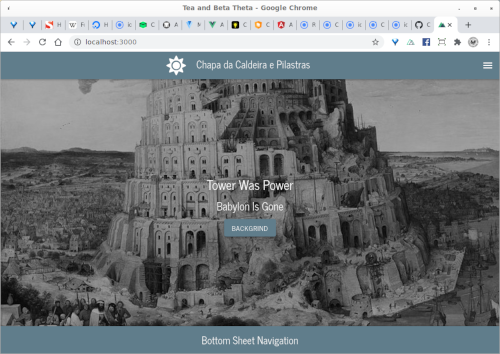 Tea and Beta Theta - Google Chrome
localhost:3000
Chapa da Caldeira e Pilastras
Tower Was Power
Babylon Is Gone
BACKGRIND
Bottom Sheet Navigation